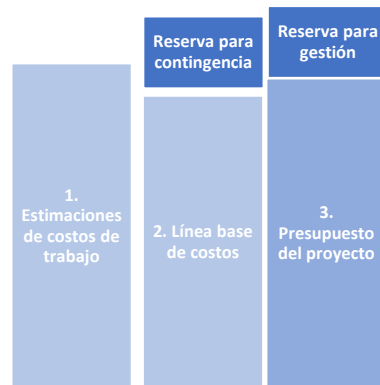 Reserva para
contingencia
Reserva para
gestión
1.
Estimaciones
de costos de
trabajo
2. Línea base
de costos
3.
Presupuesto
del proyecto